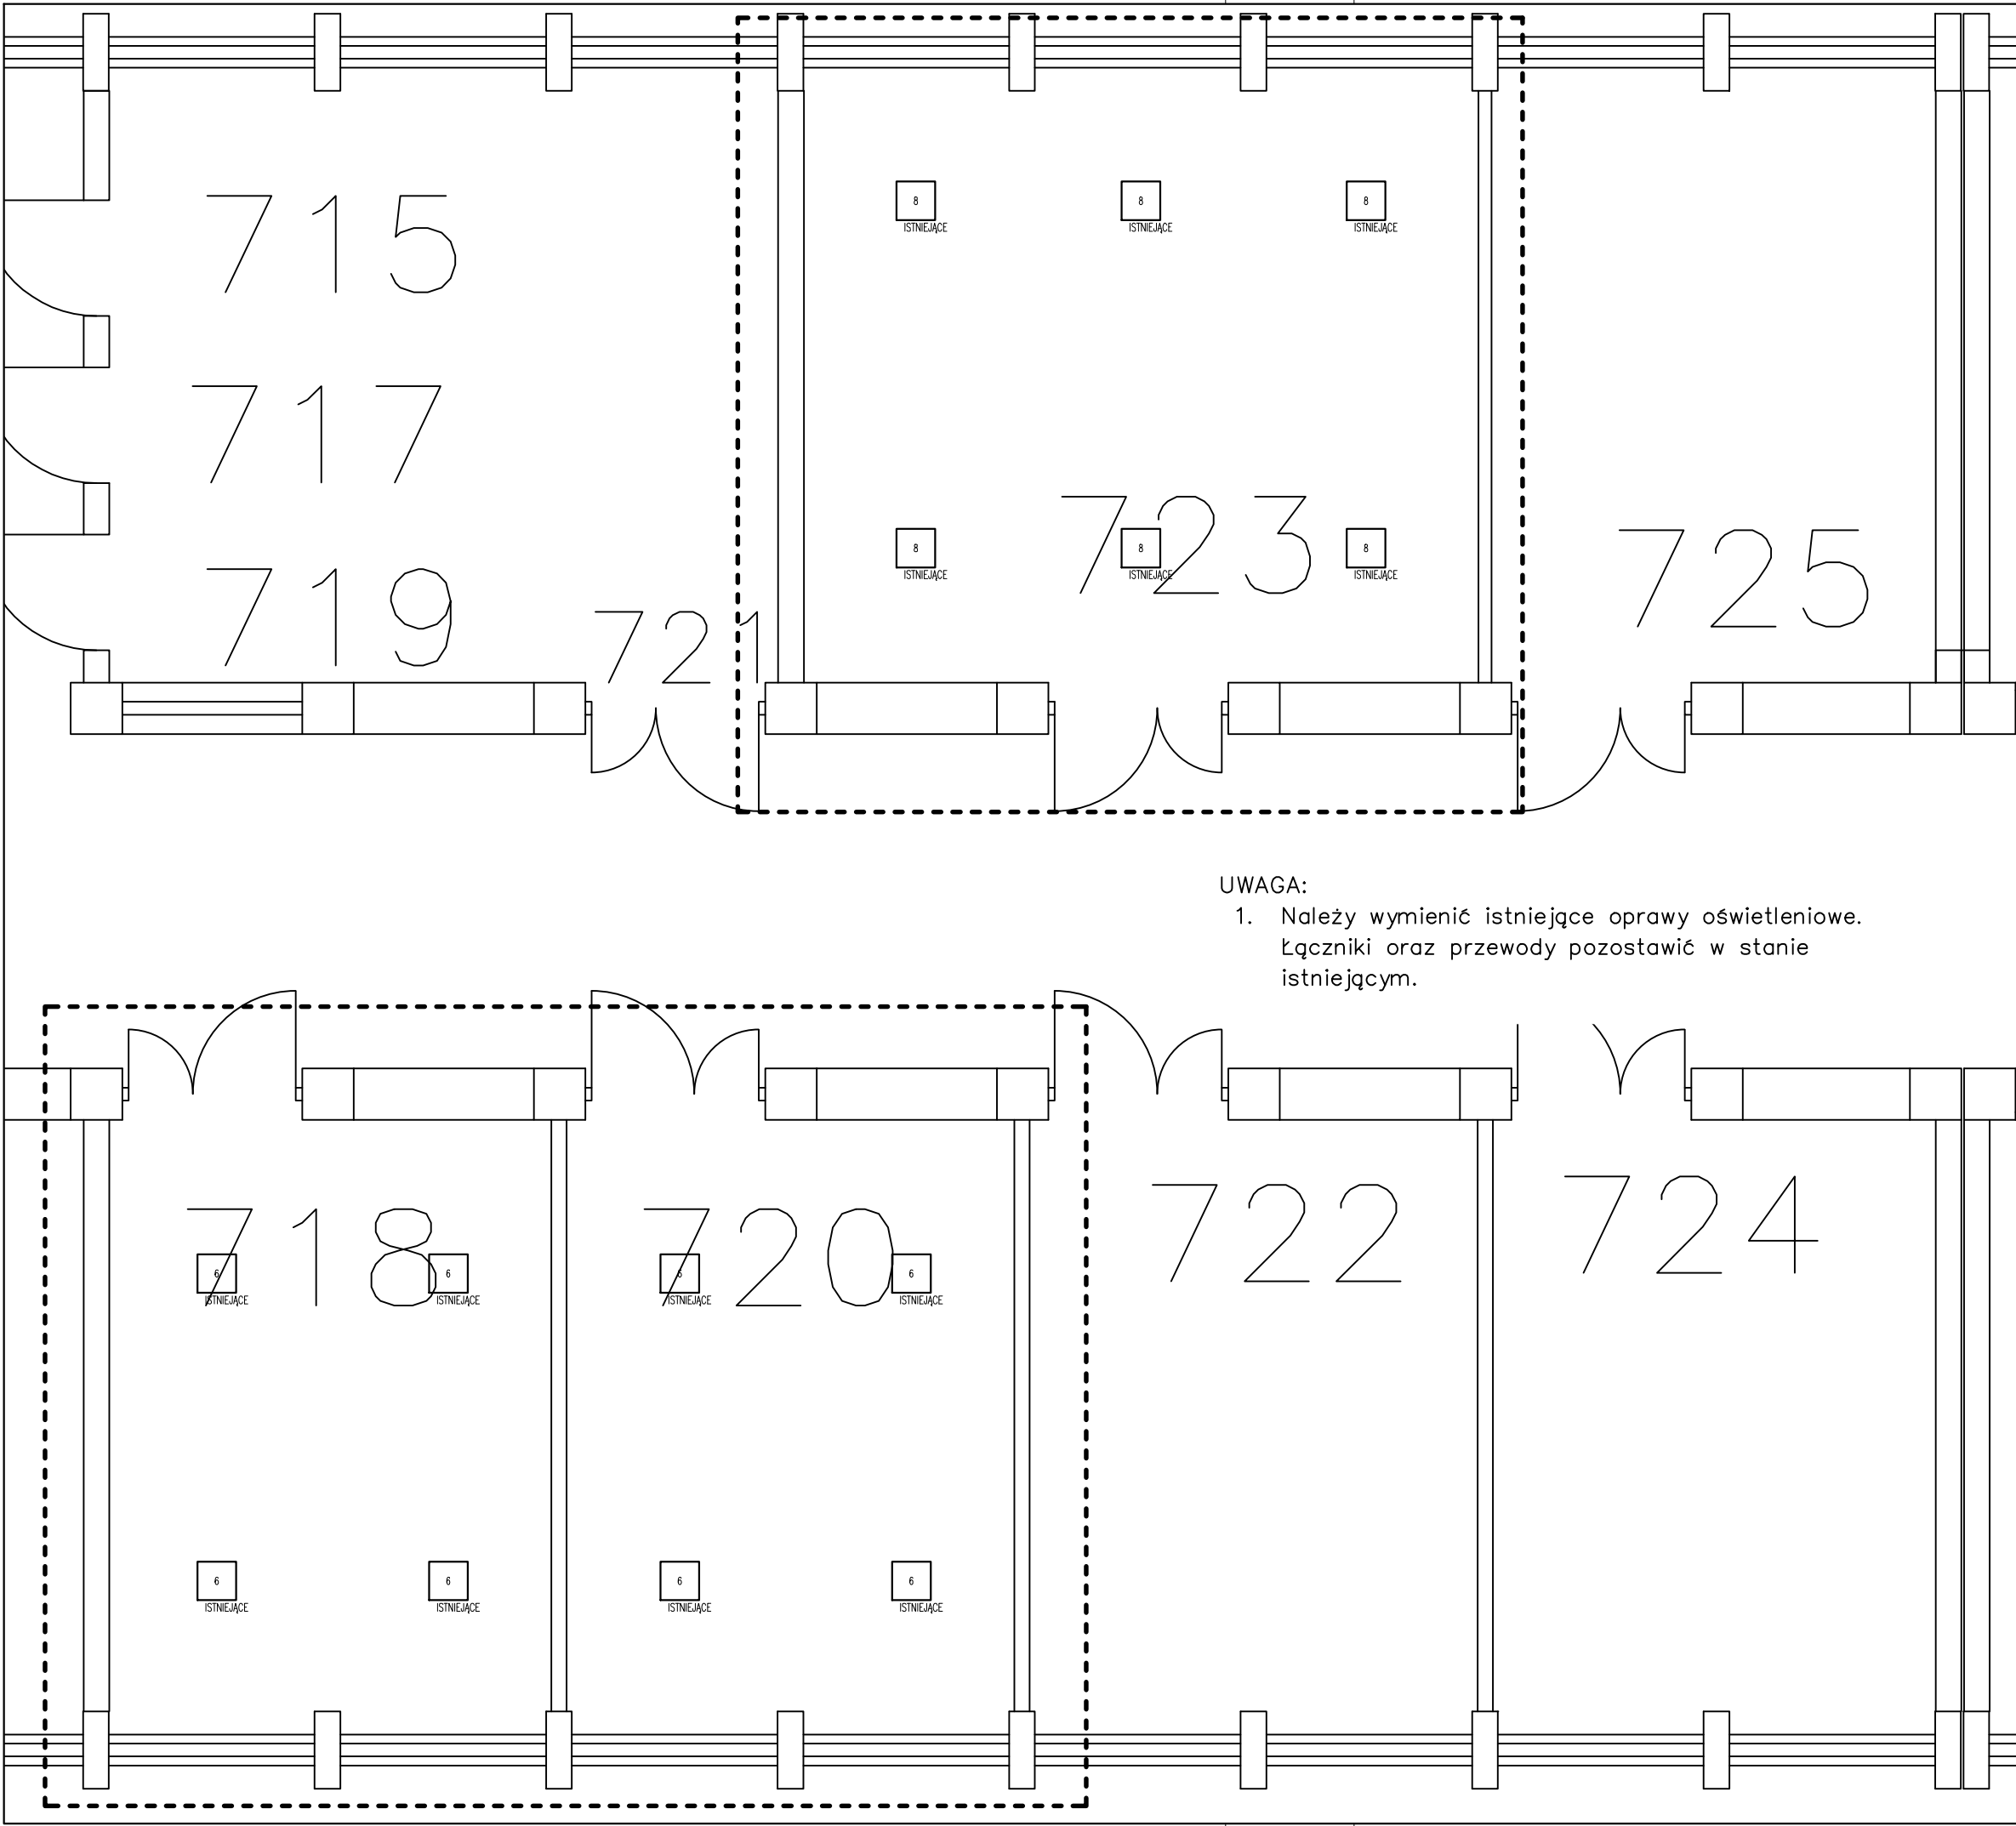 715
8 8 8
ISTNIEJĄCE ISTNIEJĄCE ISTNIEJĄCE
717
723
725
8 8 8
ISTNIEJĄCE ISTNIEJĄCE ISTNIEJĄCE
719
721
UWAGA:
1. Należy wymienić istniejące oprawy oświetleniowe.
Łączniki oraz przewody pozostawić w stanie
istniejącym.
718 720 722 724
6 6 6 6
ISTNIEJĄCE ISTNIEJĄCE ISTNIEJĄCE ISTNIEJĄCE
6 6 6 6
ISTNIEJĄCE ISTNIEJĄCE ISTNIEJĄCE ISTNIEJĄCE